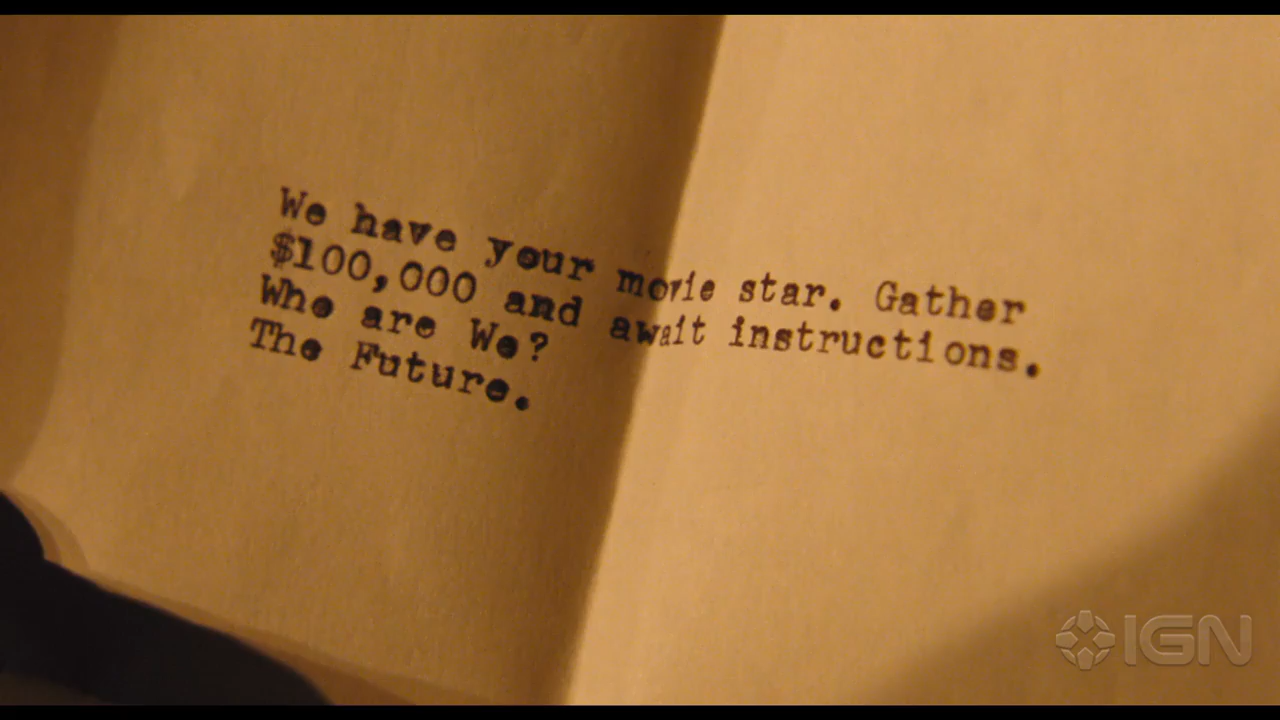 We have your movie star. Gather
$100,000 and await instructions.
Who are We?
The Future.
IGN